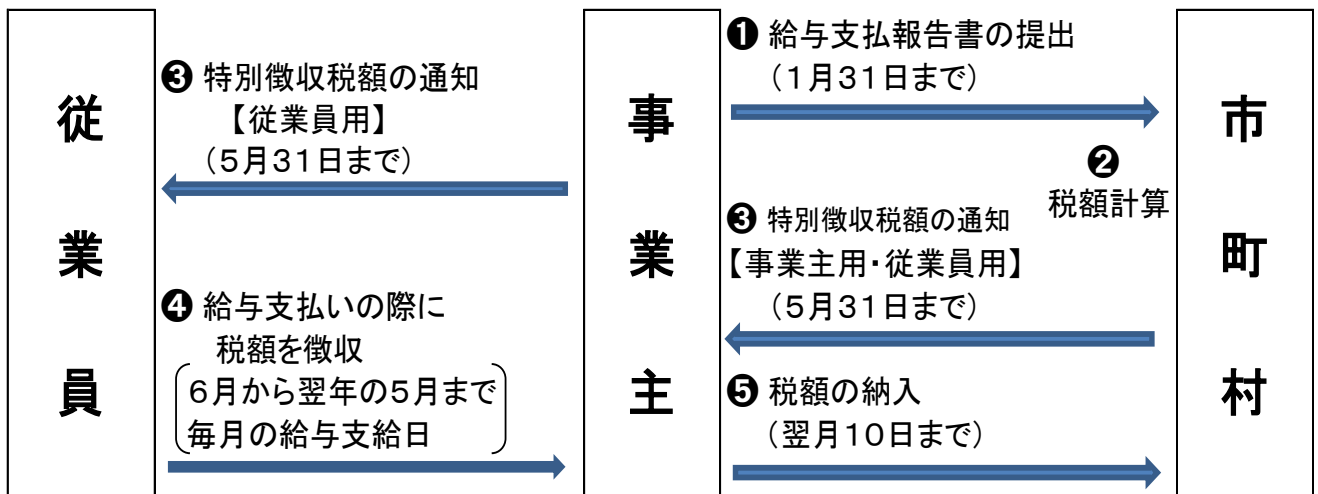 従業員
❸ 特別徴収税額の通知
【従業員用】
(5月31日まで)
❹ 給与支払いの際に
税額を徴収
6月から翌年の5月まで
毎月の給与支給日
事業主
❶ 給与支払報告書の提出
(1月31日まで)
❷
税額計算
❸ 特別徴収税額の通知
【事業主用・従業員用】
(5月31日まで)
❺ 税額の納入
(翌月10日まで)
市町村